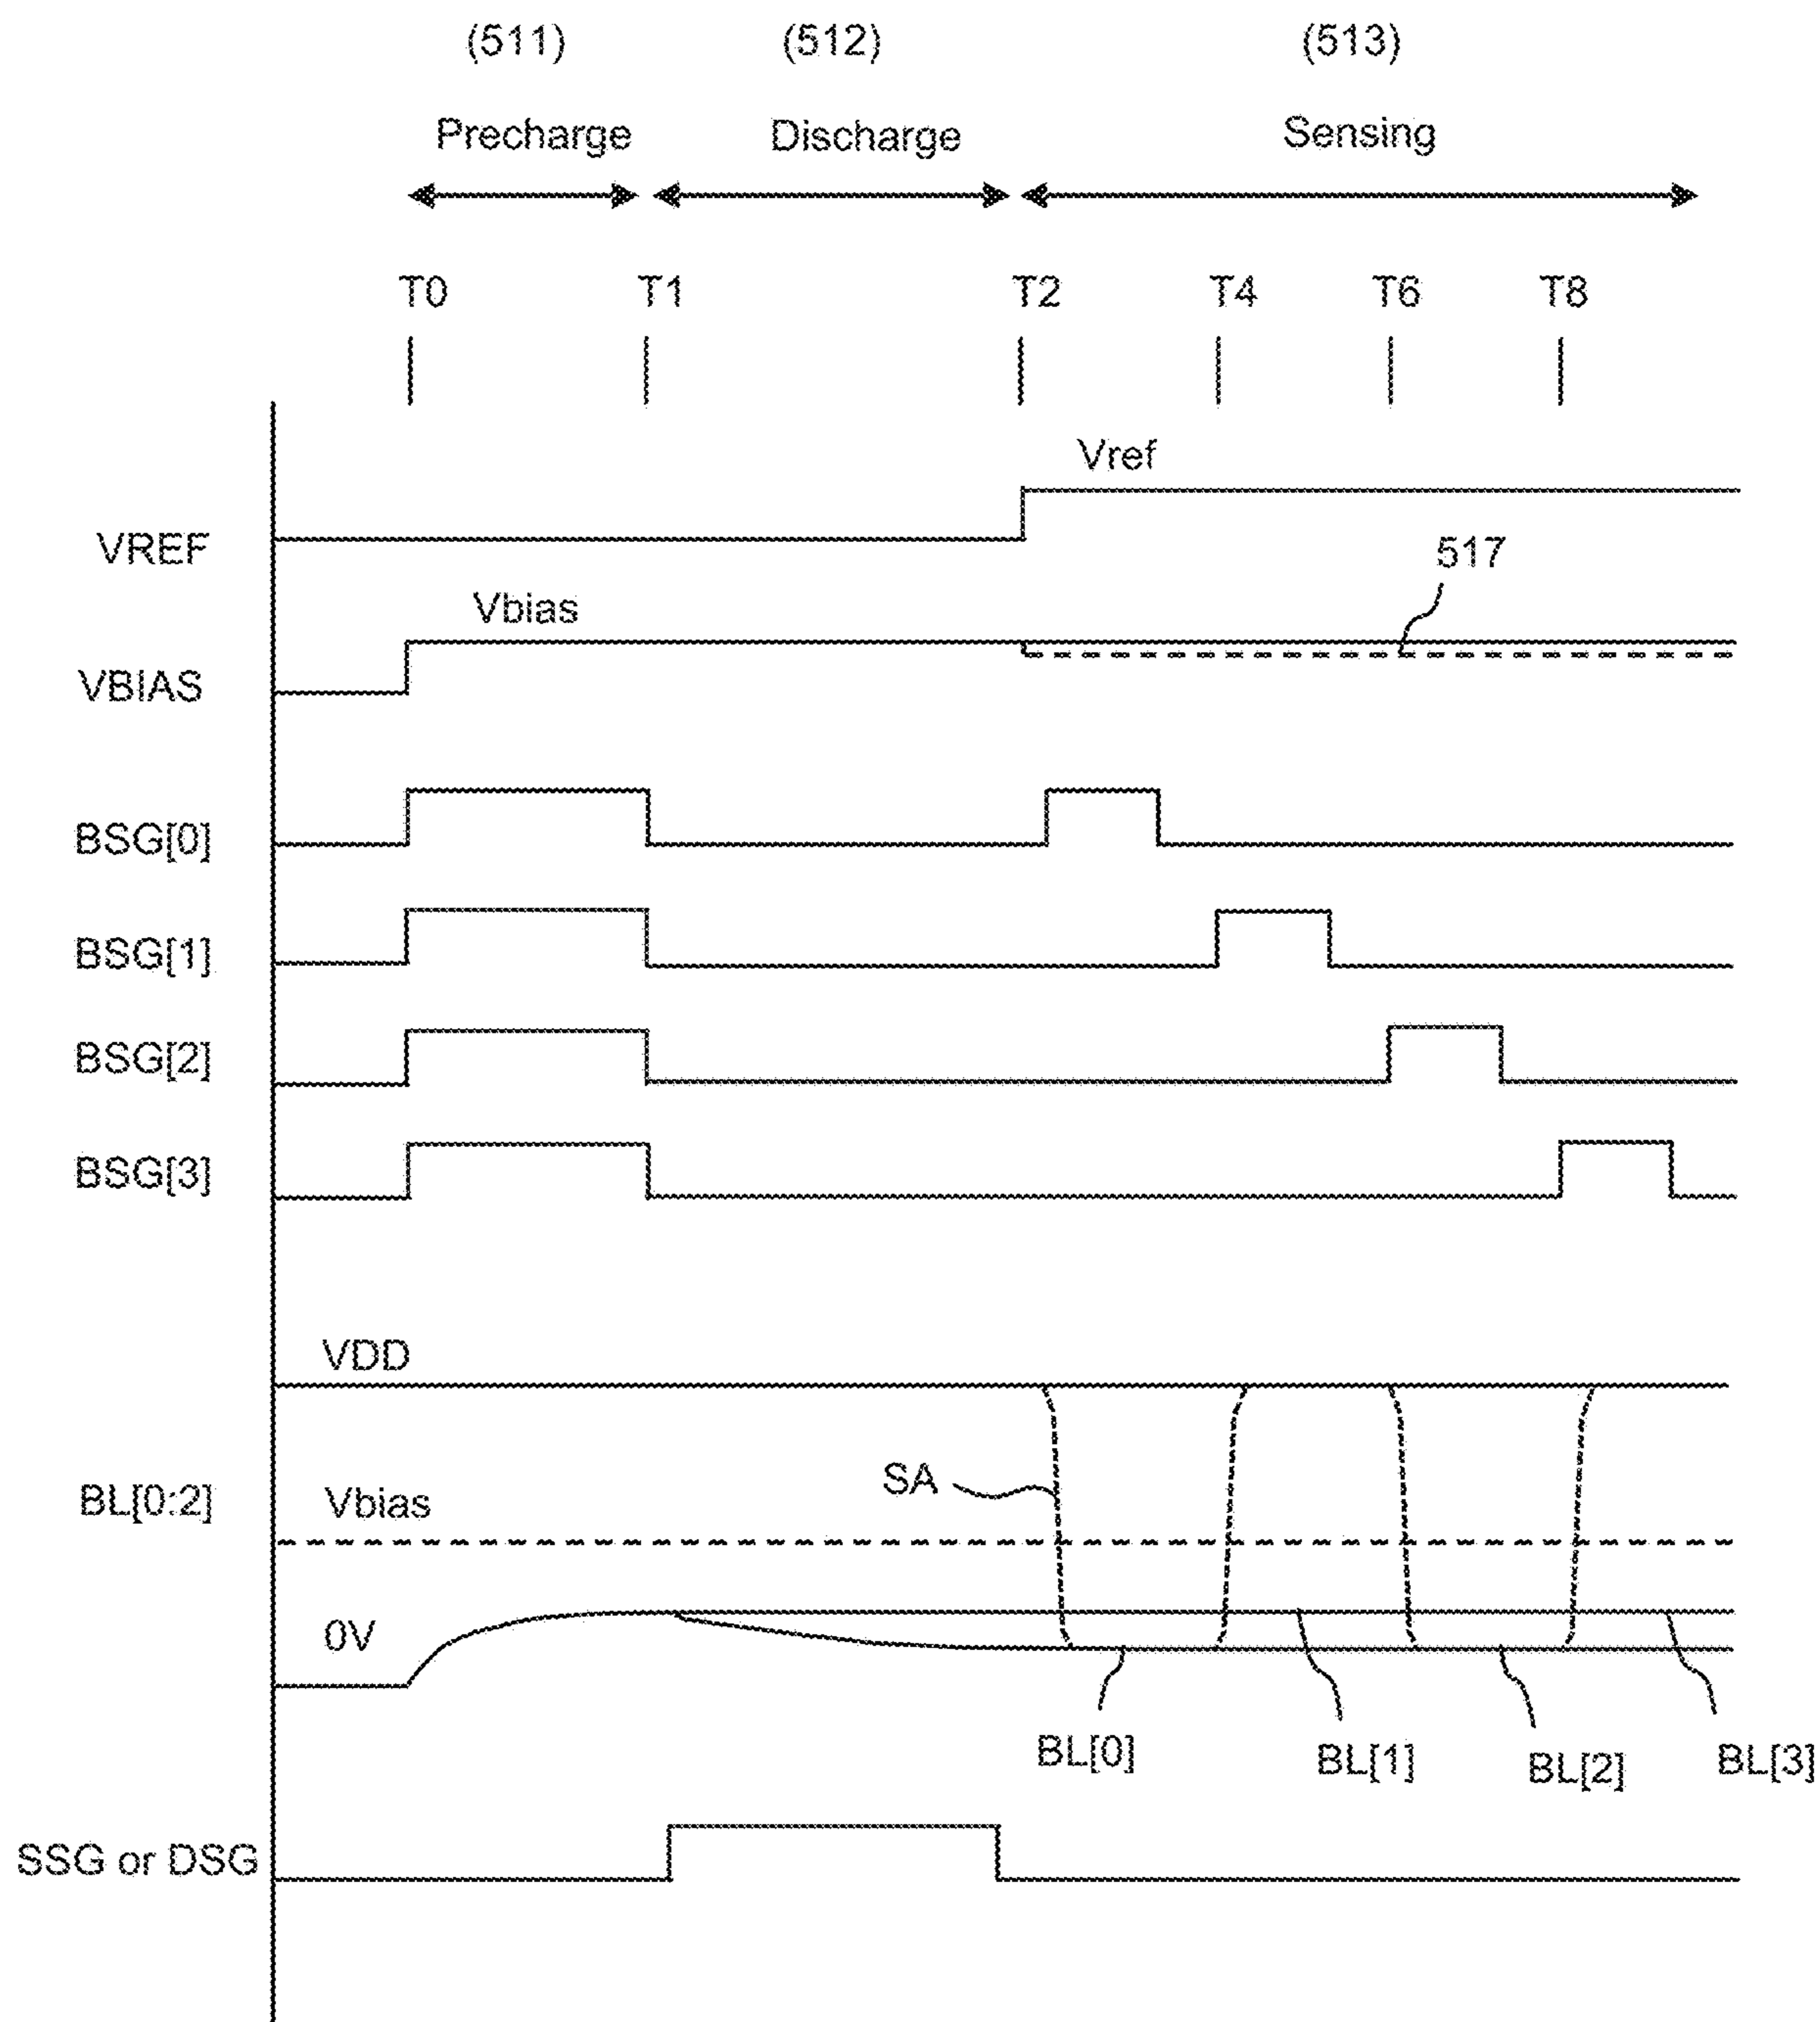 (511) (512) (513)
Precharge Discharge Sensing
T0 T1 T2 T4 T6 T8
Vref
VREF
517
Vbias
VBIAS
BSG[0]
BSG[1]
BSG[2]
BSG[3]
VDD
SA
BL[0:2]
Vbias
0V
BL[0] BL[1] BL[2] BL[3]
SSG or DSG